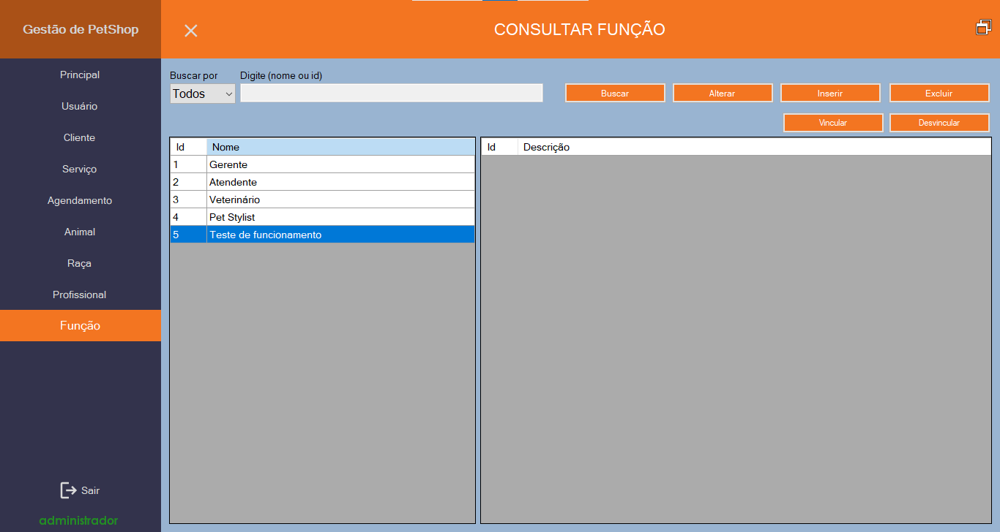 Gestão de PetShop
CONSULTAR FUNÇÃO
Principal
Usuário
Cliente
Serviço
Agendamento
Animal
Raça
Profissional
Função
Sair
administrador
Buscar por
Digite (nome ou id)
Todos
Buscar
Alterar
Inserir
Excluir
Vincular
Desvincular
Id Nome
1 Gerente
2 Atendente
3 Veterinário
4 Pet Stylist
5 Teste de funcionamento
Id Descrição